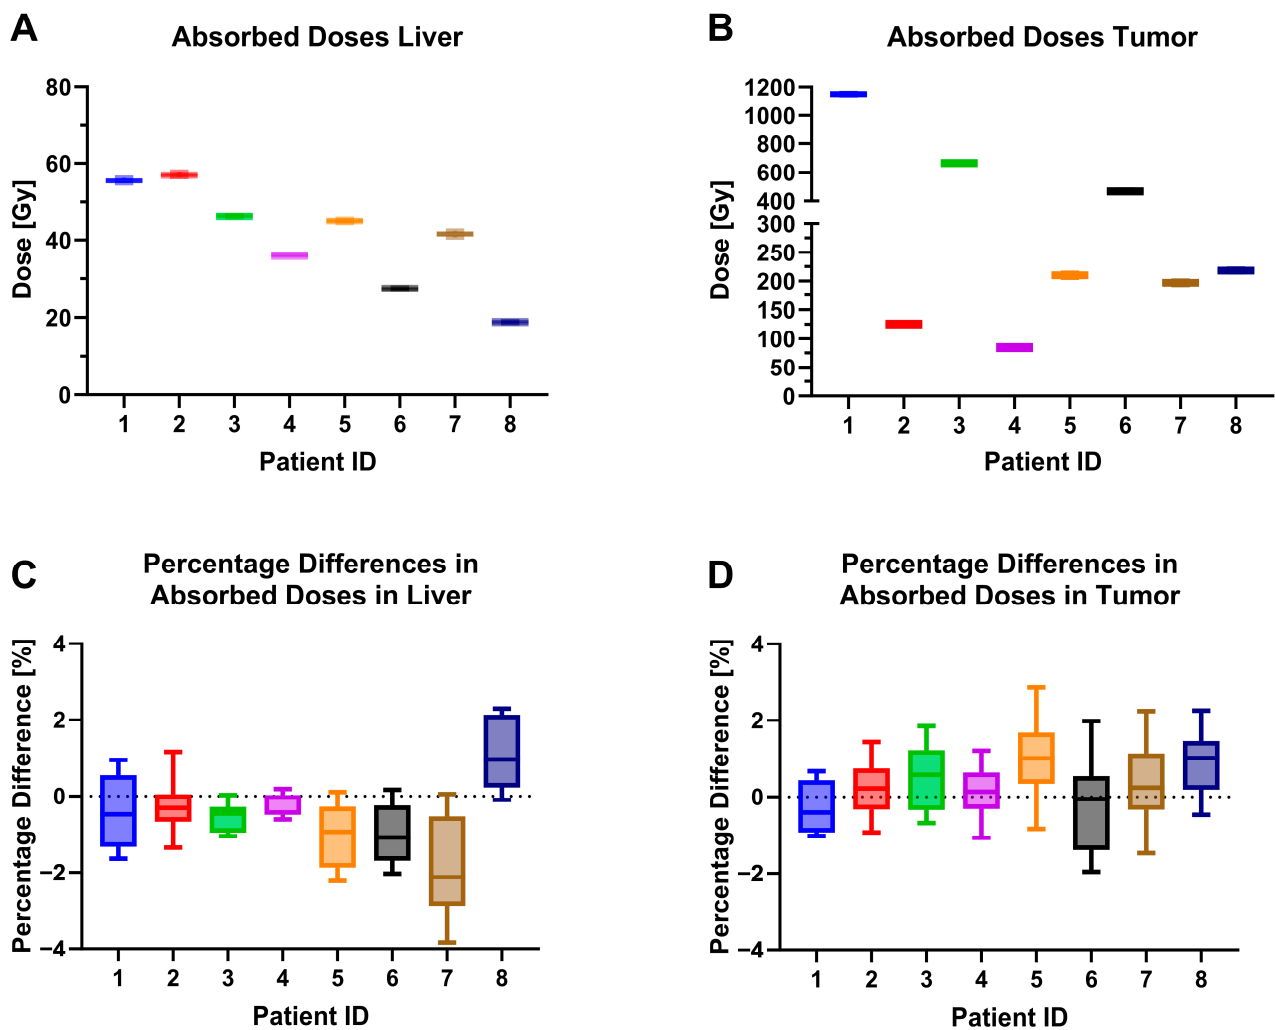 A
Absorbed Doses Liver
Dose [Gy]
80
60
40
20
0
1 2 3 4 5 6 7 8
Patient ID
B
Absorbed Doses Tumor
Dose [Gy]
1200
1000
800
600
400
300
250
200
150
100
50
0
1 2 3 4 5 6 7 8
Patient ID
C
Percentage Differences in
Absorbed Doses in Liver
Percentage Difference [%]
4
2
0
−2
−4
1 2 3 4 5 6 7 8
Patient ID
D
Percentage Differences in
Absorbed Doses in Tumor
Percentage Difference [%]
4
2
0
−2
−4
1 2 3 4 5 6 7 8
Patient ID